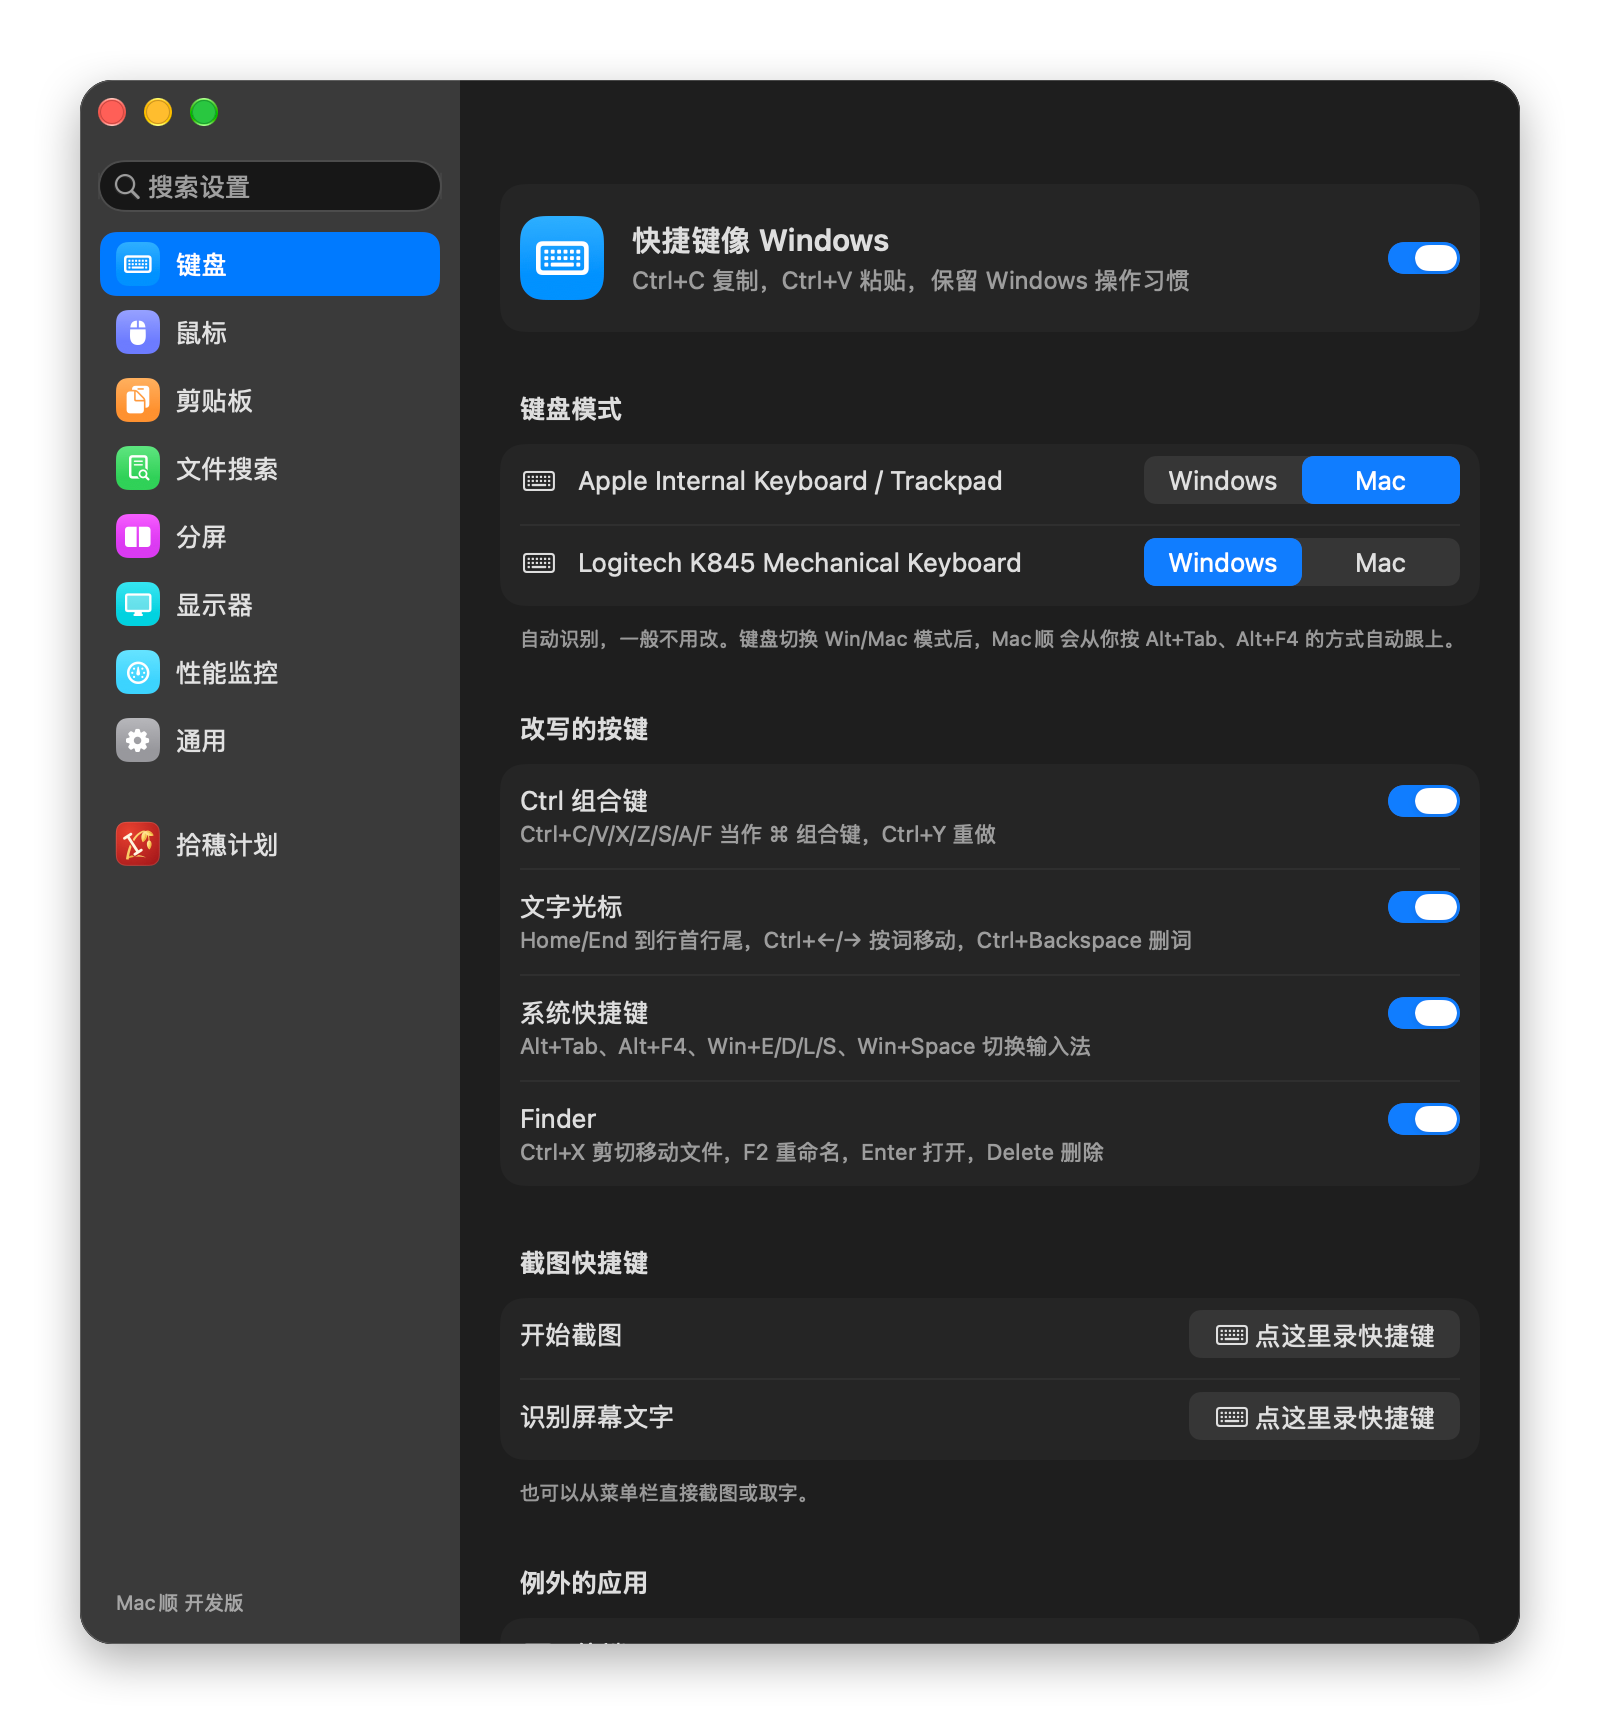 搜索设置
键盘
鼠标
剪贴板
文件搜索
分屏
显示器
性能监控
通用
拾穗计划
Mac顺 开发版
快捷键像 Windows
Ctrl+C 复制，Ctrl+V 粘贴，保留 Windows 操作习惯
键盘模式
Apple Internal Keyboard / Trackpad
Windows
Mac
Logitech K845 Mechanical Keyboard
Windows
Mac
自动识别，一般不用改。键盘切换 Win/Mac 模式后，Mac顺 会从你按 Alt+Tab、Alt+F4 的方式自动跟上。
改写的按键
Ctrl 组合键
Ctrl+C/V/X/Z/S/A/F 当作 ⌘ 组合键，Ctrl+Y 重做
文字光标
Home/End 到行首行尾，Ctrl+←/→ 按词移动，Ctrl+Backspace 删词
系统快捷键
Alt+Tab、Alt+F4、Win+E/D/L/S、Win+Space 切换输入法
Finder
Ctrl+X 剪切移动文件，F2 重命名，Enter 打开，Delete 删除
截图快捷键
开始截图
点这里录快捷键
识别屏幕文字
点这里录快捷键
也可以从菜单栏直接截图或取字。
例外的应用